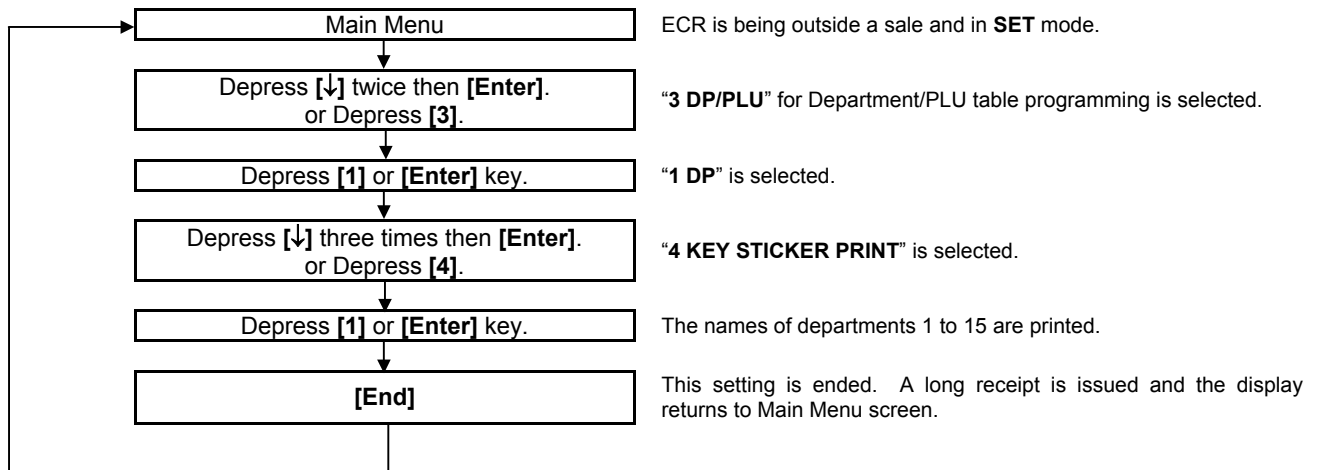 Main Menu
ECR is being outside a sale and in SET mode.
Depress [↓] twice then [Enter].
or Depress [3].
“3 DP/PLU” for Department/PLU table programming is selected.
Depress [1] or [Enter] key.
“1 DP” is selected.
Depress [↓] three times then [Enter].
or Depress [4].
“4 KEY STICKER PRINT” is selected.
Depress [1] or [Enter] key.
The names of departments 1 to 15 are printed.
[End]
This setting is ended. A long receipt is issued and the display
returns to Main Menu screen.